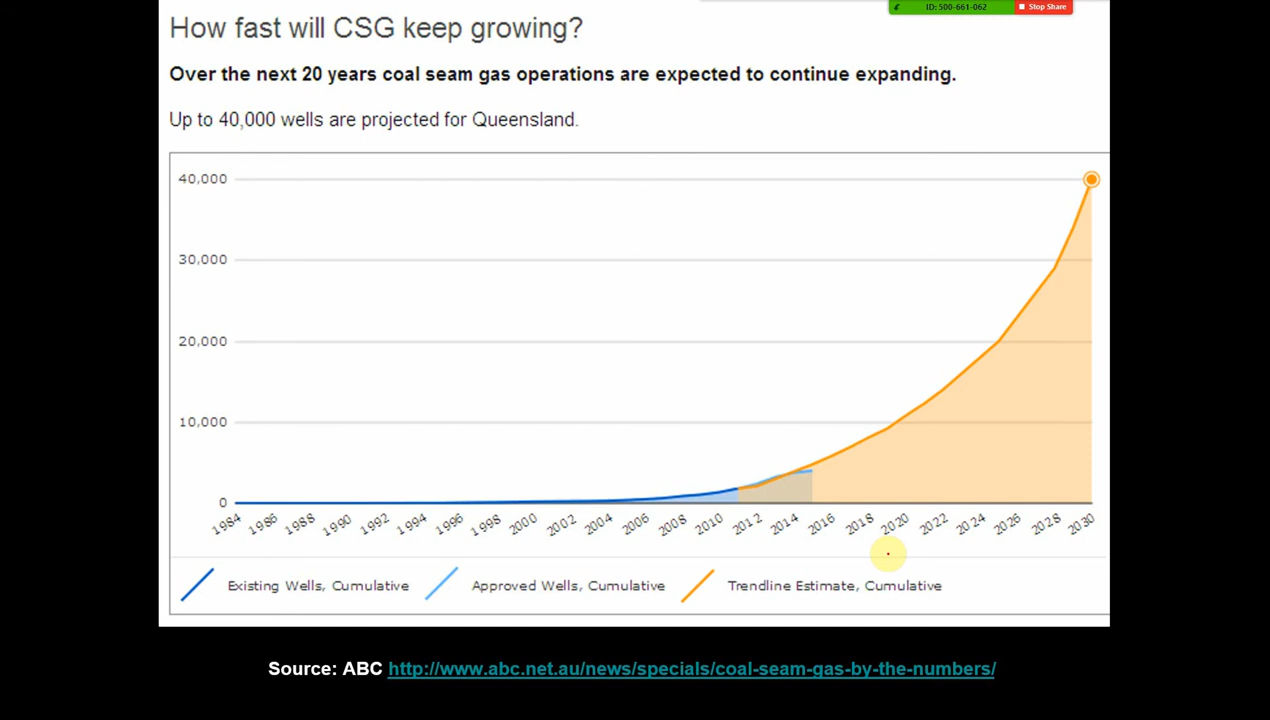 ID: 500-661-062 Stop Share
How fast will CSG keep growing?
Over the next 20 years coal seam gas operations are expected to continue expanding.
Up to 40,000 wells are projected for Queensland.
40,000
30,000
20,000
10,000
0
1984 1986 1988 1990 1992 1994 1996 1998 2000 2002 2004 2006 2008 2010 2012 2014 2016 2018 2020 2022 2024 2026 2028 2030
Existing Wells, Cumulative Approved Wells, Cumulative Trendline Estimate, Cumulative
Source: ABC http://www.abc.net.au/news/specials/coal-seam-gas-by-the-numbers/